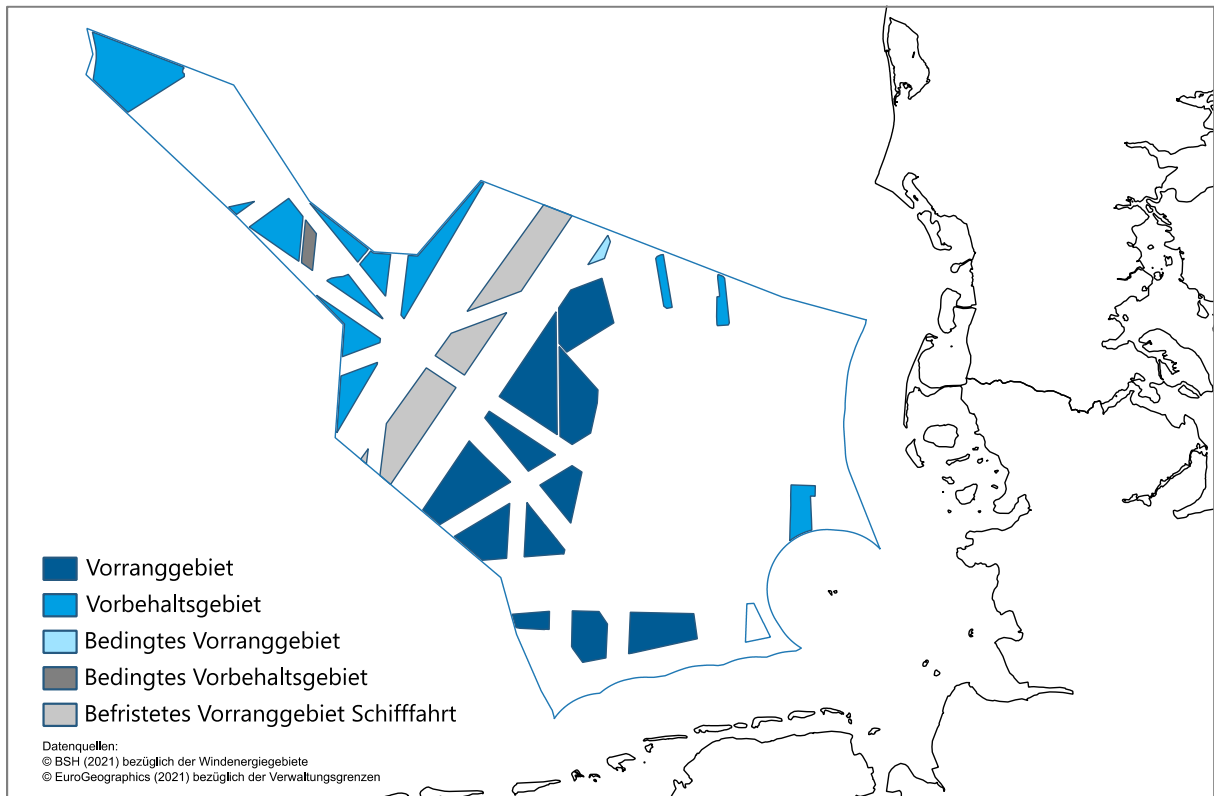 Vorranggebiet
Vorbehaltsgebiet
Bedingtes Vorranggebiet
Bedingtes Vorbehaltsgebiet
Befristetes Vorranggebiet Schifffahrt
Datenquellen:
© BSH (2021) bezüglich der Windenergiegebiete
© EuroGeographics (2021) bezüglich der Verwaltungsgrenzen